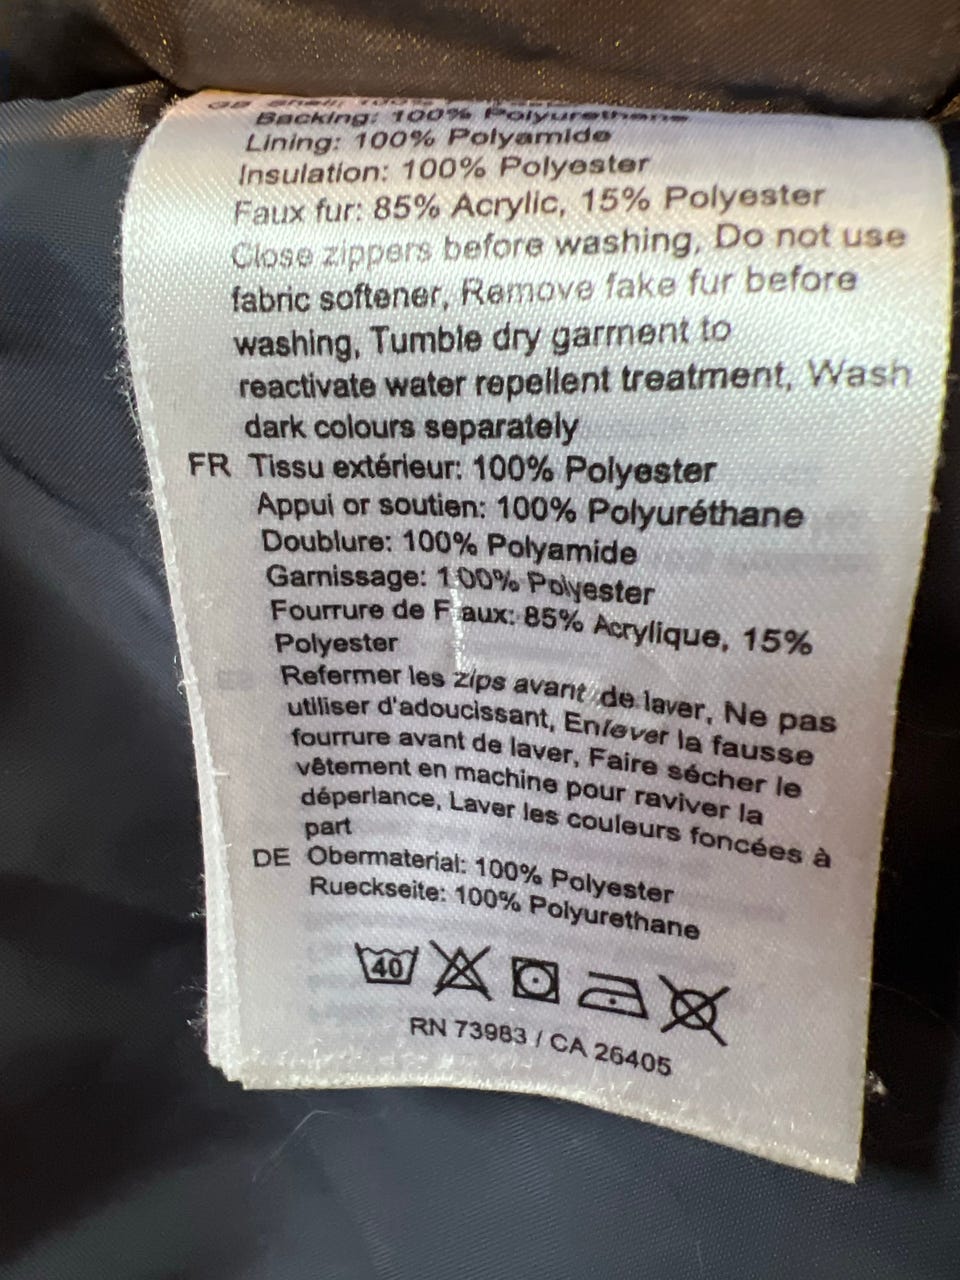 GB Shell: 100%
Backing: 100% Polyurethane
Lining: 100% Polyamide
Insulation: 100% Polyester
Faux fur: 85% Acrylic, 15% Polyester
Close zippers before washing, Do not use
fabric softener, Remove fake fur before
washing, Tumble dry garment to
reactivate water repellent treatment, Wash
dark colours separately
FR Tissu extérieur: 100% Polyester
Appui or soutien: 100% Polyuréthane
Doublure: 100% Polyamide
Garnissage: 100% Polyester
Fourrure de Faux: 85% Acrylique, 15%
Polyester
Refermer les zips avant de laver, Ne pas
utiliser d'adoucissant, Enlever la fausse
fourrure avant de laver, Faire sécher le
vêtement en machine pour raviver la
déperlance, Laver les couleurs foncées à
part
DE Obermaterial: 100% Polyester
Rueckseite: 100% Polyurethane
40
RN 73983 / CA 26405